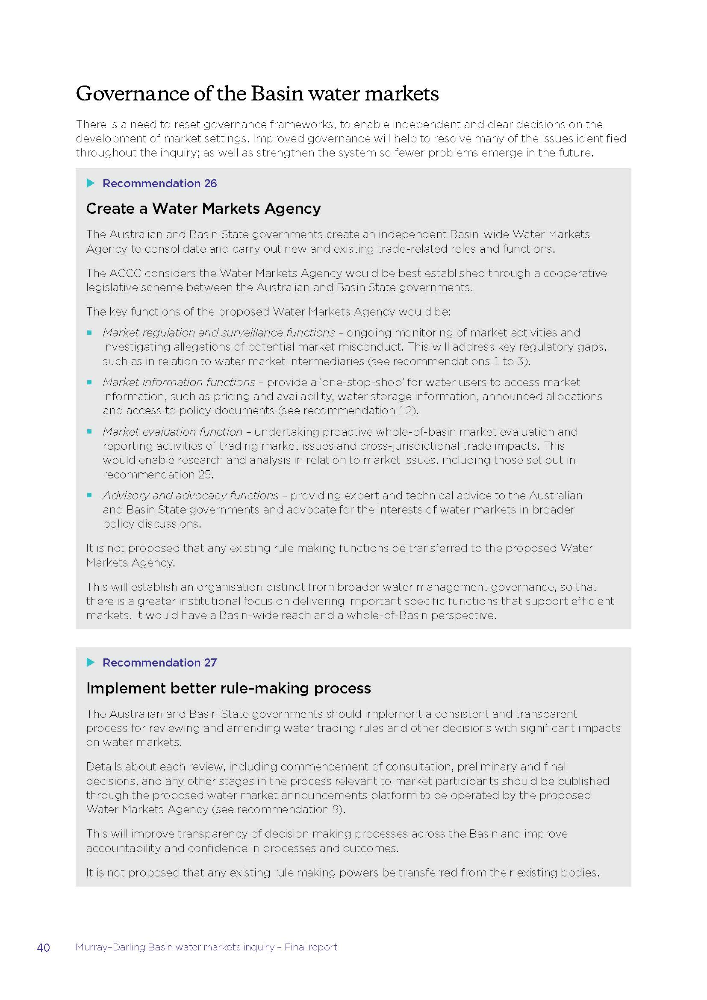 Governance of the Basin water markets
There is a need to reset governance frameworks, to enable independent and clear decisions on the
development of market settings. Improved governance will help to resolve many of the issues identified
throughout the inquiry; as well as strengthen the system so fewer problems emerge in the future.
Recommendation 26
Create a Water Markets Agency
The Australian and Basin State governments create an independent Basin-wide Water Markets
Agency to consolidate and carry out new and existing trade-related roles and functions.
The ACCC considers the Water Markets Agency would be best established through a cooperative
legislative scheme between the Australian and Basin State governments.
The key functions of the proposed Water Markets Agency would be:
Market regulation and surveillance functions – ongoing monitoring of market activities and
investigating allegations of potential market misconduct. This will address key regulatory gaps,
such as in relation to water market intermediaries (see recommendations 1 to 3).
Market information functions – provide a ‘one-stop-shop’ for water users to access market
information, such as pricing and availability, water storage information, announced allocations
and access to policy documents (see recommendation 12).
Market evaluation function – undertaking proactive whole-of-basin market evaluation and
reporting activities of trading market issues and cross-jurisdictional trade impacts. This
would enable research and analysis in relation to market issues, including those set out in
recommendation 25.
Advisory and advocacy functions – providing expert and technical advice to the Australian
and Basin State governments and advocate for the interests of water markets in broader
policy discussions.
It is not proposed that any existing rule making functions be transferred to the proposed Water
Markets Agency.
This will establish an organisation distinct from broader water management governance, so that
there is a greater institutional focus on delivering important specific functions that support efficient
markets. It would have a Basin-wide reach and a whole-of-Basin perspective.
Recommendation 27
Implement better rule-making process
The Australian and Basin State governments should implement a consistent and transparent
process for reviewing and amending water trading rules and other decisions with significant impacts
on water markets.
Details about each review, including commencement of consultation, preliminary and final
decisions, and any other stages in the process relevant to market participants should be published
through the proposed water market announcements platform to be operated by the proposed
Water Markets Agency (see recommendation 9).
This will improve transparency of decision making processes across the Basin and improve
accountability and confidence in processes and outcomes.
It is not proposed that any existing rule making powers be transferred from their existing bodies.
40 Murray–Darling Basin water markets inquiry – Final report